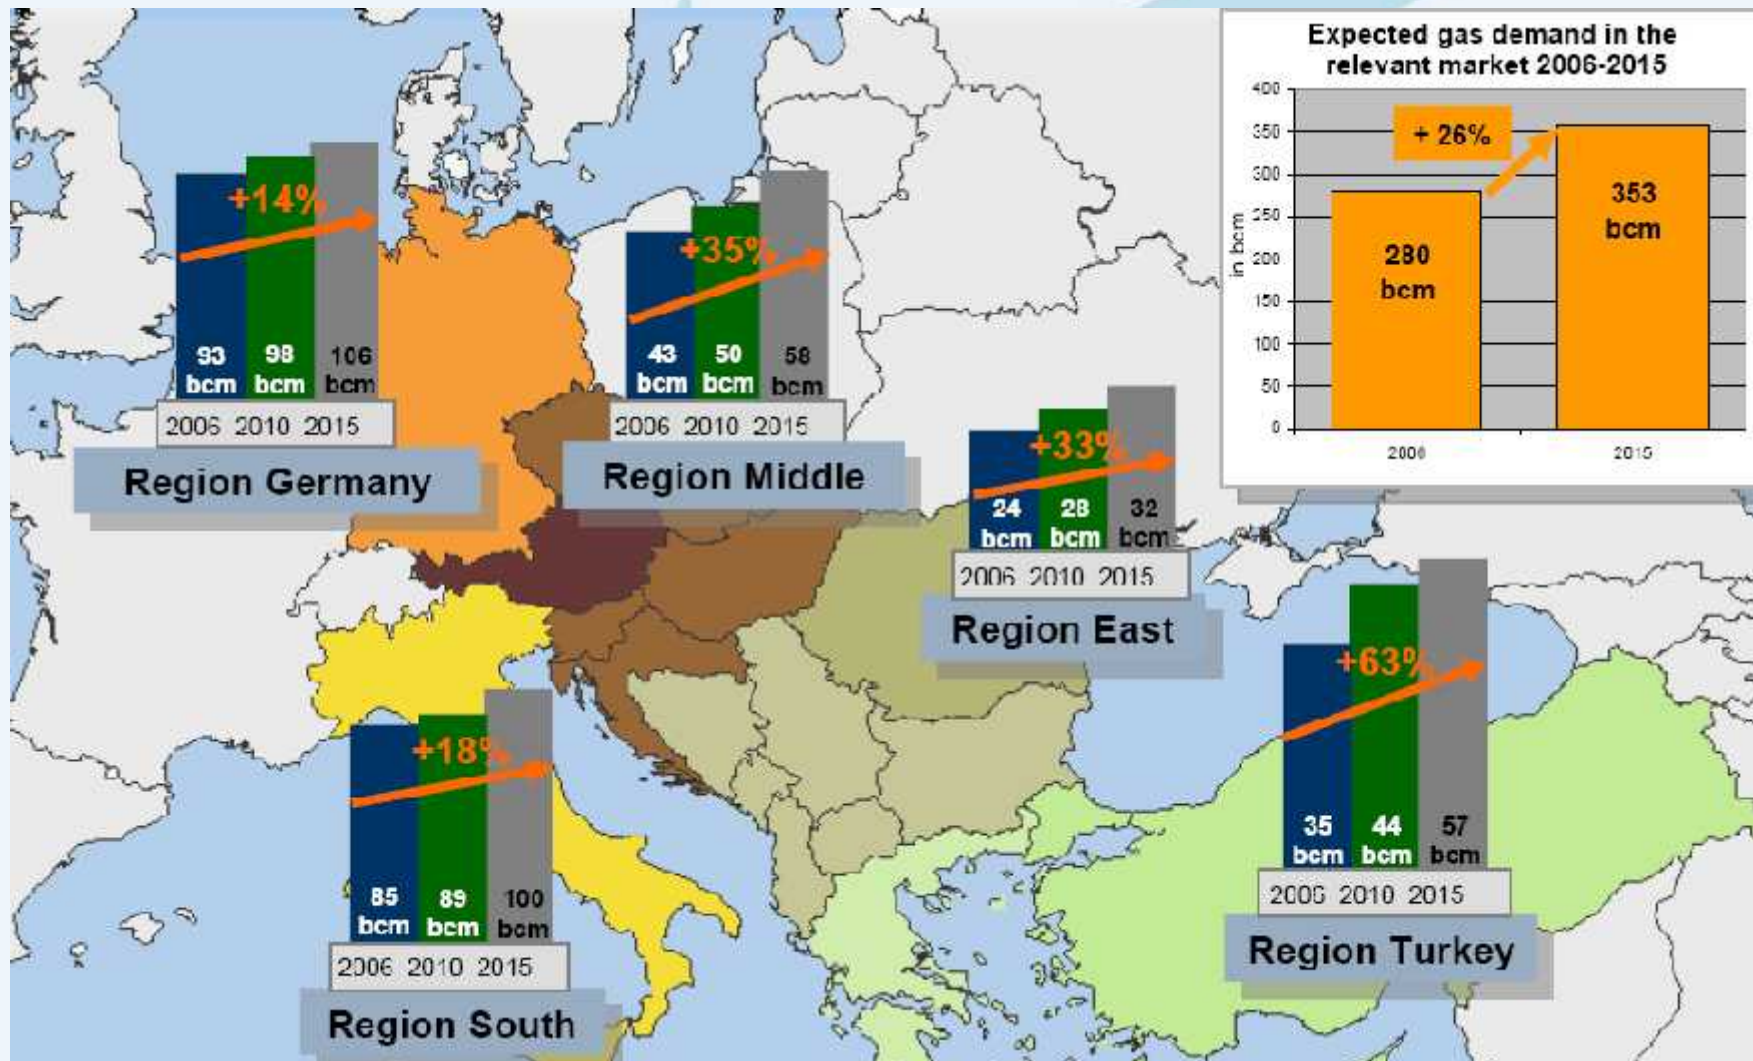 Expected gas demand in the
relevant market 2006-2015
400
350
300
250
200
150
100
50
0
in bcm
+ 26%
280
bcm
353
bcm
2006
2015
+14%
93
bcm
98
bcm
106
bcm
2006 2010 2015
Region Germany
+35%
43
bcm
50
bcm
58
bcm
2006 2010 2015
Region Middle
+33%
24
bcm
28
bcm
32
bcm
2006 2010 2015
Region East
+63%
35
bcm
44
bcm
57
bcm
2006 2010 2015
Region Turkey
+18%
85
bcm
89
bcm
100
bcm
2006 2010 2015
Region South